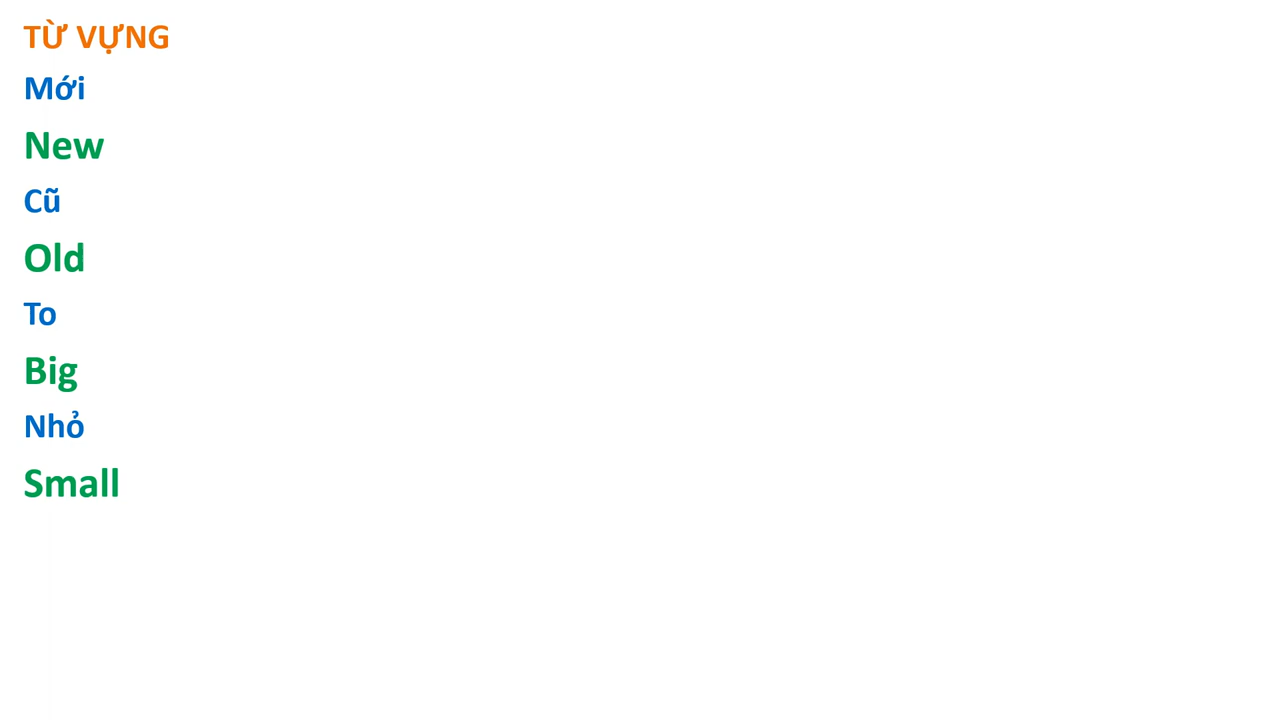 TỪ VỰNG
Mới
New
Cũ
Old
To
Big
Nhỏ
Small